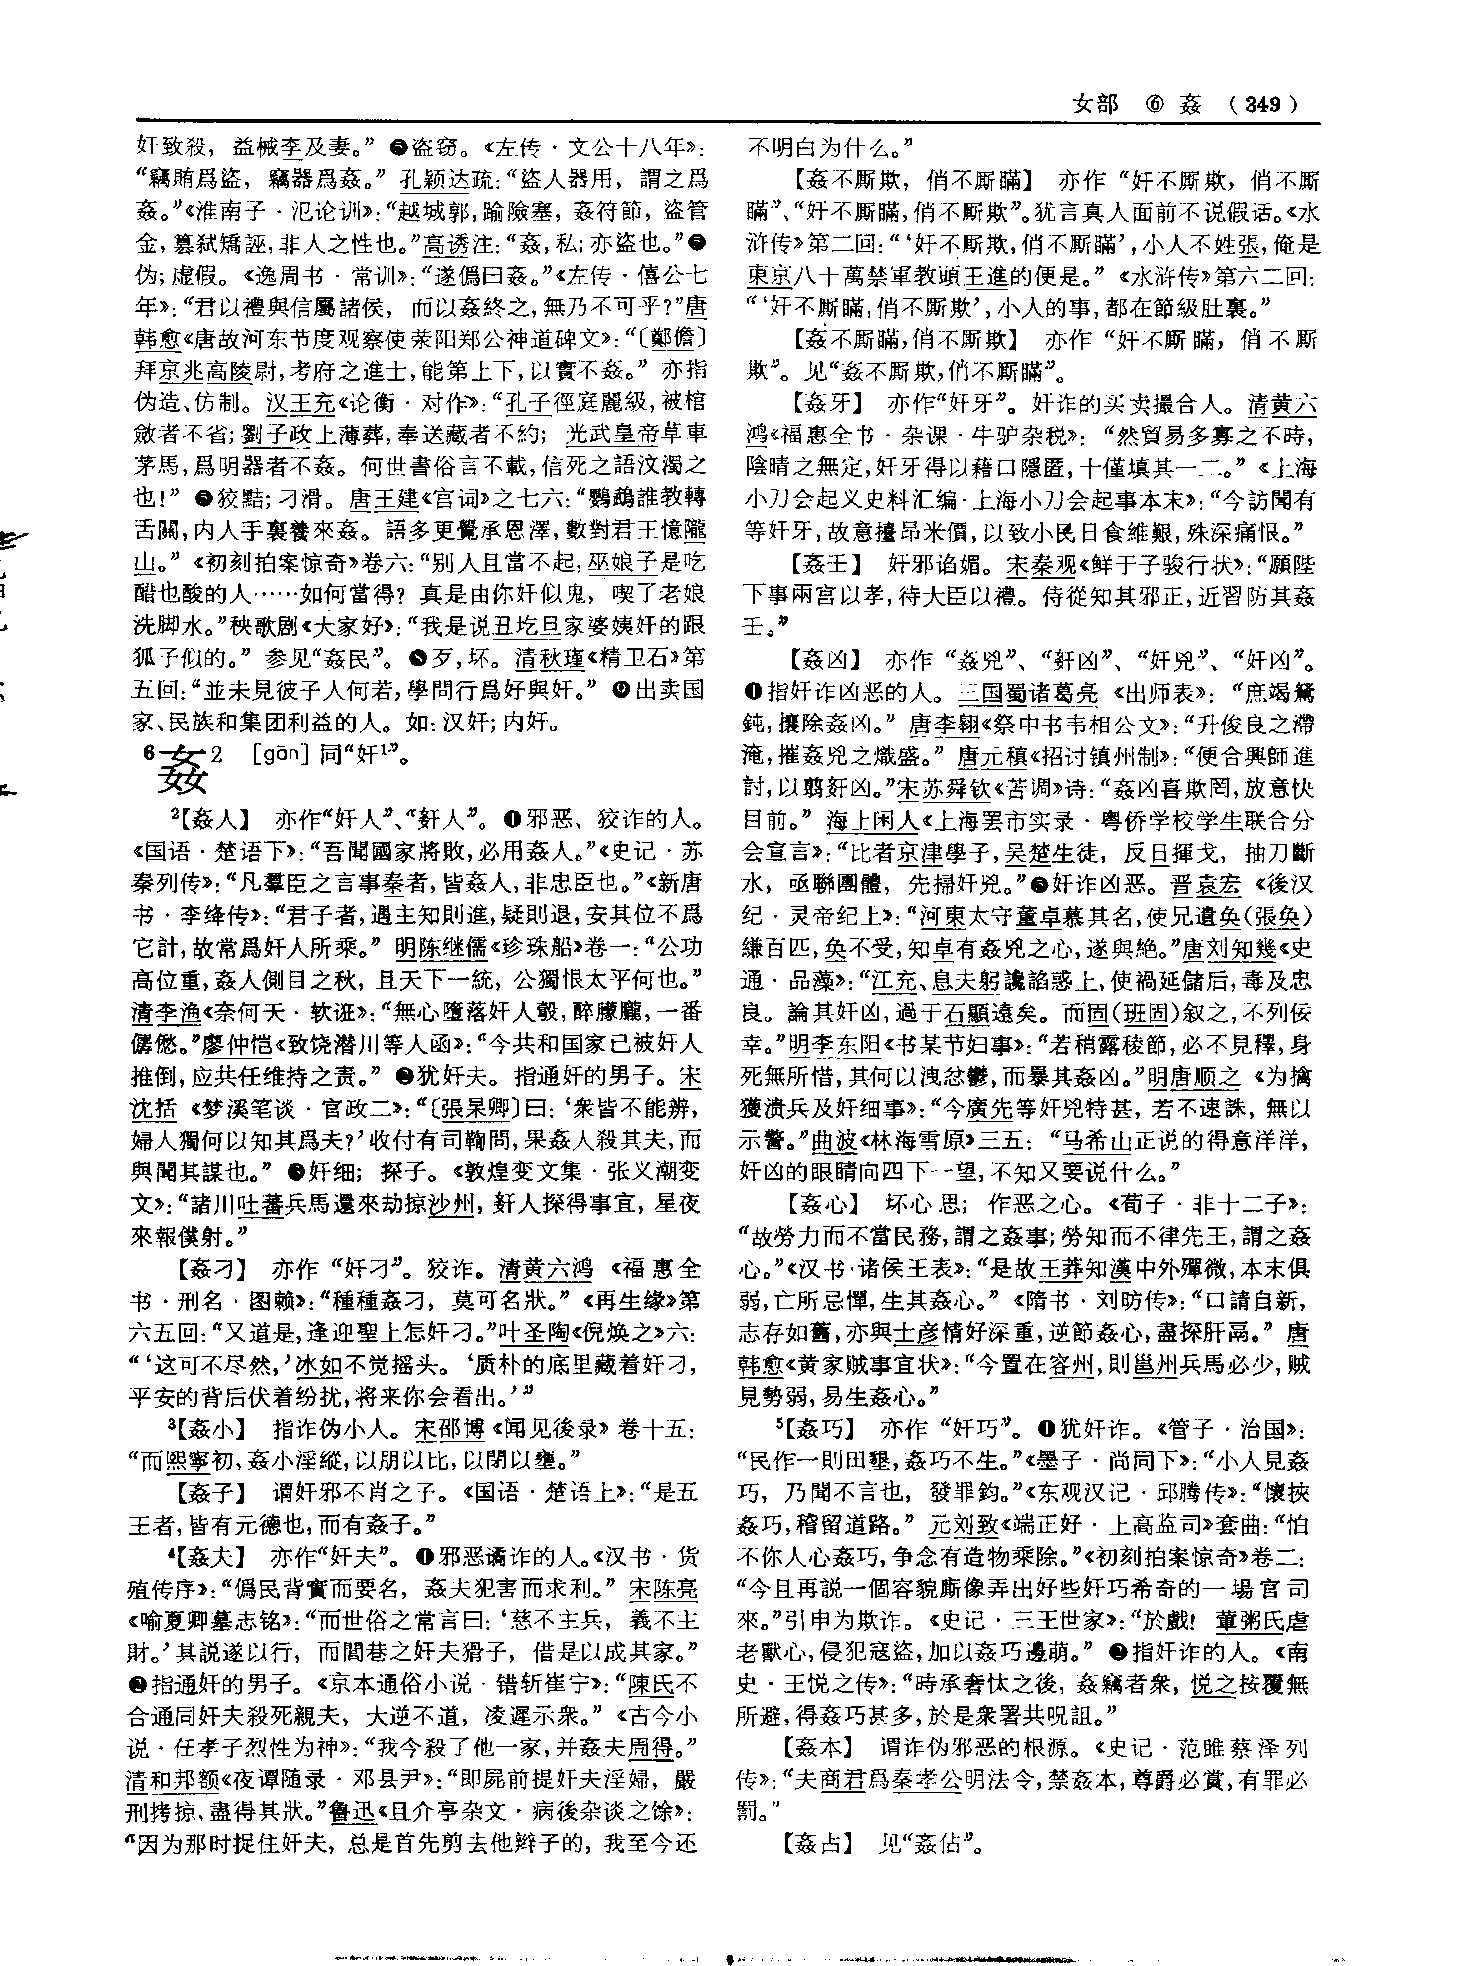 女部 ⑥ 姦 （349）
奸致殺，益械李及妻。”❺盗窃。《左传·文公十八年》：
“竊賄爲盜，竊器爲姦。”孔颖达疏：“盜人器用，謂之爲
姦。”《淮南子·氾论训》：“越城郭，踰險塞，姦符節，盜管
金，篡弑矯誣，非人之性也。”高诱注：“姦，私；亦盜也。”❻
伪；虚假。《逸周书·常训》：“遂僞曰姦。”《左传·僖公七
年》：“君以禮與信屬諸侯，而以姦終之，無乃不可乎？”唐
韩愈《唐故河东节度观察使荥阳郑公神道碑文》：“〔鄭儋〕
拜京兆高陵尉，考府之進士，能第上下，以實不姦。”亦指
伪造、仿制。汉王充《论衡·对作》：“孔子徑庭麗級，被棺
斂者不省；劉子政上薄葬，奉送藏者不約；光武皇帝草車
茅馬，爲明器者不姦。何世書俗言不載，信死之語汶濁之
也！”❼狡黠；刁滑。唐王建《宫词》之七六：“鸚鵡誰教轉
舌關，内人手裏養來姦。語多更覺承恩澤，數對君王憶隴
山。”《初刻拍案惊奇》卷六：“别人且當不起，巫娘子是吃
醋也酸的人……如何當得？真是由你奸似鬼，喫了老娘
洗脚水。”秧歌剧《大家好》：“我是说丑圪旦家婆姨奸的跟
狐子似的。”参见“姦民”。❽歹，坏。清秋瑾《精卫石》第
五回：“並未見彼子人何若，學問行爲好與奸。”❾出卖国
家、民族和集团利益的人。如：汉奸；内奸。
6姦2 [gān]同“奸1”。
2【姦人】 亦作“奸人”、“姧人”。❶邪恶、狡诈的人。
《国语·楚语下》：“吾聞國家將敗，必用姦人。”《史记·苏
秦列传》：“凡羣臣之言事秦者，皆姦人，非忠臣也。”《新唐
书·李绛传》：“君子者，遇主知則進，疑則退，安其位不爲
它計，故常爲奸人所乘。”明陈继儒《珍珠船》卷一：“公功
高位重，姦人側目之秋，且天下一統，公獨恨太平何也。”
清李渔《奈何天·软诳》：“無心墮落奸人彀，醉朦朧，一番
僝僽。”廖仲恺《致饶潜川等人函》：“今共和国家已被奸人
推倒，应共任维持之责。”❷犹奸夫。指通奸的男子。宋
沈括《梦溪笔谈·官政二》：“〔張杲卿〕曰：‘衆皆不能辨，
婦人獨何以知其爲夫？’收付有司鞠問，果姦人殺其夫，而
與聞其謀也。”❸奸细；探子。《敦煌变文集·张义潮变
文》：“諸川吐蕃兵馬還來劫掠沙州，姧人探得事宜，星夜
來報僕射。”
【姦刁】 亦作“奸刁”。狡诈。清黄六鸿《福惠全
书·刑名·图赖》：“種種姦刁，莫可名狀。”《再生缘》第
六五回：“又道是，逢迎聖上怎奸刁。”叶圣陶《倪焕之》六：
“‘这可不尽然，’冰如不觉摇头。‘质朴的底里藏着奸刁，
平安的背后伏着纷扰，将来你会看出。’”
3【姦小】 指诈伪小人。宋邵博《闻见後录》卷十五：
“而熙寧初，姦小淫縱，以朋以比，以閉以壅。”
【姦子】 谓奸邪不肖之子。《国语·楚语上》：“是五
王者，皆有元德也，而有姦子。”
4【姦夫】 亦作“奸夫”。❶邪恶谲诈的人。《汉书·货
殖传序》：“僞民背實而要名，姦夫犯害而求利。”宋陈亮
《喻夏卿墓志铭》：“而世俗之常言曰：‘慈不主兵，義不主
財。’其説遂以行，而閭巷之奸夫猾子，借是以成其家。”
❷指通奸的男子。《京本通俗小说·错斩崔宁》：“陳氏不
合通同奸夫殺死親夫，大逆不道，凌遲示衆。”《古今小
说·任孝子烈性为神》：“我今殺了他一家，并姦夫周得。”
清和邦额《夜谭随录·邓县尹》：“即屍前提奸夫淫婦，嚴
刑拷掠，盡得其狀。”鲁迅《且介亭杂文·病後杂谈之馀》：
“因为那时捉住奸夫，总是首先剪去他辫子的，我至今还
不明白为什么。”
【姦不厮欺，俏不厮瞞】 亦作“奸不厮欺，俏不厮
瞞”、“奸不厮瞞，俏不厮欺”。犹言真人面前不说假话。《水
浒传》第二回：“‘奸不厮欺，俏不厮瞞’，小人不姓張，俺是
東京八十萬禁軍教頭王進的便是。”《水浒传》第六二回：
“‘奸不厮瞞，俏不厮欺’，小人的事，都在節級肚裏。”
【姦不厮瞞，俏不厮欺】 亦作“奸不厮瞞，俏不厮
欺”。见“姦不厮欺，俏不厮瞞”。
【姦牙】 亦作“奸牙”。奸诈的买卖撮合人。清黄六
鸿《福惠全书·杂课·牛驴杂税》：“然貿易多寡之不時，
陰晴之無定，奸牙得以藉口隱匿，十僅填其一二。”《上海
小刀会起义史料汇编·上海小刀会起事本末》：“今訪聞有
等奸牙，故意擡昂米價，以致小民日食維艱，殊深痛恨。”
【姦壬】 奸邪谄媚。宋秦观《鲜于子骏行状》：“願陛
下事兩宫以孝，待大臣以禮。侍從知其邪正，近習防其姦
壬。”
【姦凶】 亦作“姦兇”、“姧凶”、“奸兇”、“奸凶”。
❶指奸诈凶恶的人。三国蜀诸葛亮《出师表》：“庶竭駑
鈍，攘除姦凶。”唐李翱《祭中书韦相公文》：“升俊良之滯
淹，摧姦兇之熾盛。”唐元稹《招讨镇州制》：“便合興師進
討，以翦姧凶。”宋苏舜钦《苦调》诗：“姦凶喜欺罔，放意快
目前。”海上闲人《上海罢市实录·粤侨学校学生联合分
会宣言》：“比者京津學子，吴楚生徒，反日揮戈，抽刀斷
水，亟聯團體，先掃奸兇。”❷奸诈凶恶。晋袁宏《後汉
纪·灵帝纪上》：“河東太守董卓慕其名，使兄遺奂（張奂）
縑百匹，奂不受，知卓有姦兇之心，遂與絶。”唐刘知幾《史
通·品藻》：“江充、息夫躬讒諂惑上，使禍延儲后，毒及忠
良。論其奸凶，過于石顯遠矣。而固（班固）叙之，不列佞
幸。”明李东阳《书某节妇事》：“若稍露稜節，必不見釋，身
死無所惜，其何以洩忿鬱，而暴其姦凶。”明唐顺之《为擒
獲溃兵及奸细事》：“今廣先等奸兇特甚，若不速誅，無以
示警。”曲波《林海雪原》三五：“马希山正说的得意洋洋，
奸凶的眼睛向四下一望，不知又要说什么。”
【姦心】 坏心思；作恶之心。《荀子·非十二子》：
“故勞力而不當民務，謂之姦事；勞知而不律先王，謂之姦
心。”《汉书·诸侯王表》：“是故王莽知漢中外殫微，本末俱
弱，亡所忌憚，生其姦心。”《隋书·刘昉传》：“口請自新，
志存如舊，亦與士彦情好深重，逆節姦心，盡探肝鬲。”唐
韩愈《黄家贼事宜状》：“今置在容州，則邕州兵馬必少，贼
見勢弱，易生姦心。”
5【姦巧】 亦作“奸巧”。❶犹奸诈。《管子·治国》：
“民作一則田墾，姦巧不生。”《墨子·尚同下》：“小人見姦
巧，乃聞不言也，發罪鈞。”《东观汉记·邱腾传》：“懷挾
姦巧，稽留道路。”元刘致《端正好·上高监司》套曲：“怕
不你人心姦巧，争念有造物乘除。”《初刻拍案惊奇》卷二：
“今且再説一個容貌廝像弄出好些奸巧希奇的一場官司
來。”引申为欺诈。《史记·三王世家》：“於戲！葷粥氏虐
老獸心，侵犯寇盜，加以姦巧邊萌。”❷指奸诈的人。《南
史·王悦之传》：“時承奢忲之後，姦竊者衆，悦之按覆無
所避，得姦巧甚多，於是衆署共呪詛。”
【姦本】 谓诈伪邪恶的根源。《史记·范雎蔡泽列
传》：“夫商君爲秦孝公明法令，禁姦本，尊爵必賞，有罪必
罰。”
【姦占】 见“姦佔”。